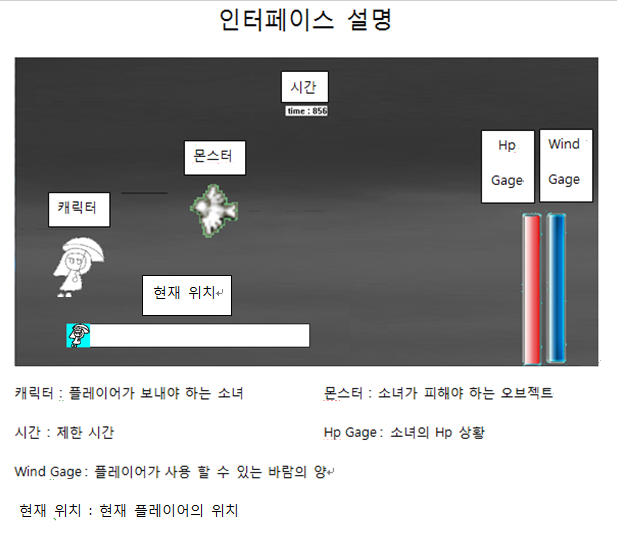 인터페이스 설명
시간
time : 856
몬스터
Hp
Gage
Wind
Gage
캐릭터
현재 위치
캐릭터 : 플레이어가 보내야 하는 소녀
몬스터 : 소녀가 피해야 하는 오브젝트
시간 : 제한 시간
Hp Gage : 소녀의 Hp 상황
Wind Gage : 플레이어가 사용 할 수 있는 바람의 양
현재 위치 : 현재 플레이어의 위치